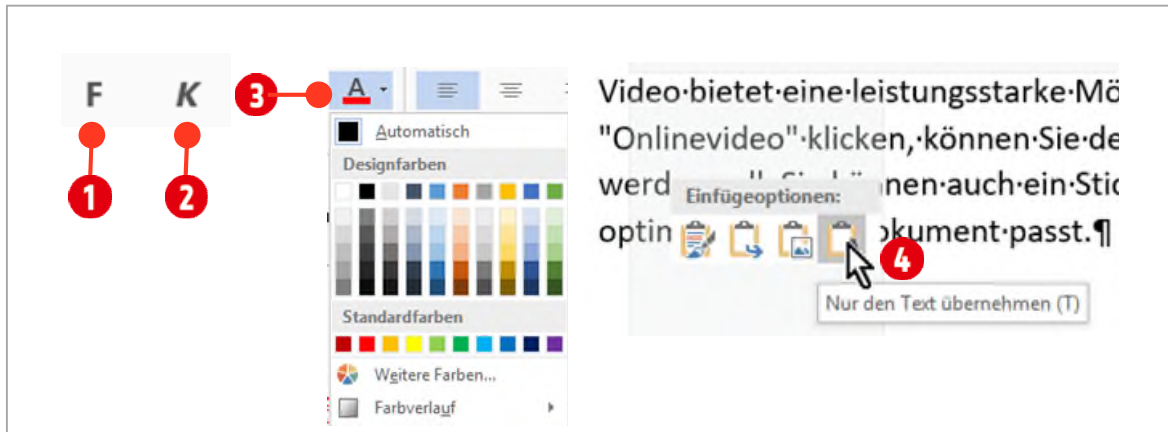 F K
1 2
3
A
Automatisch
Designfarben
Standardfarben
Weitere Farben...
Farbverlauf
Video·bietet·eine·leistungsstarke·Mö
"Onlinevideo"·klicken,·können·Sie·de
werd nen·auch·ein·Stic
Einfügeoptionen:
optin okument·passt.¶
4
Nur den Text übernehmen (T)